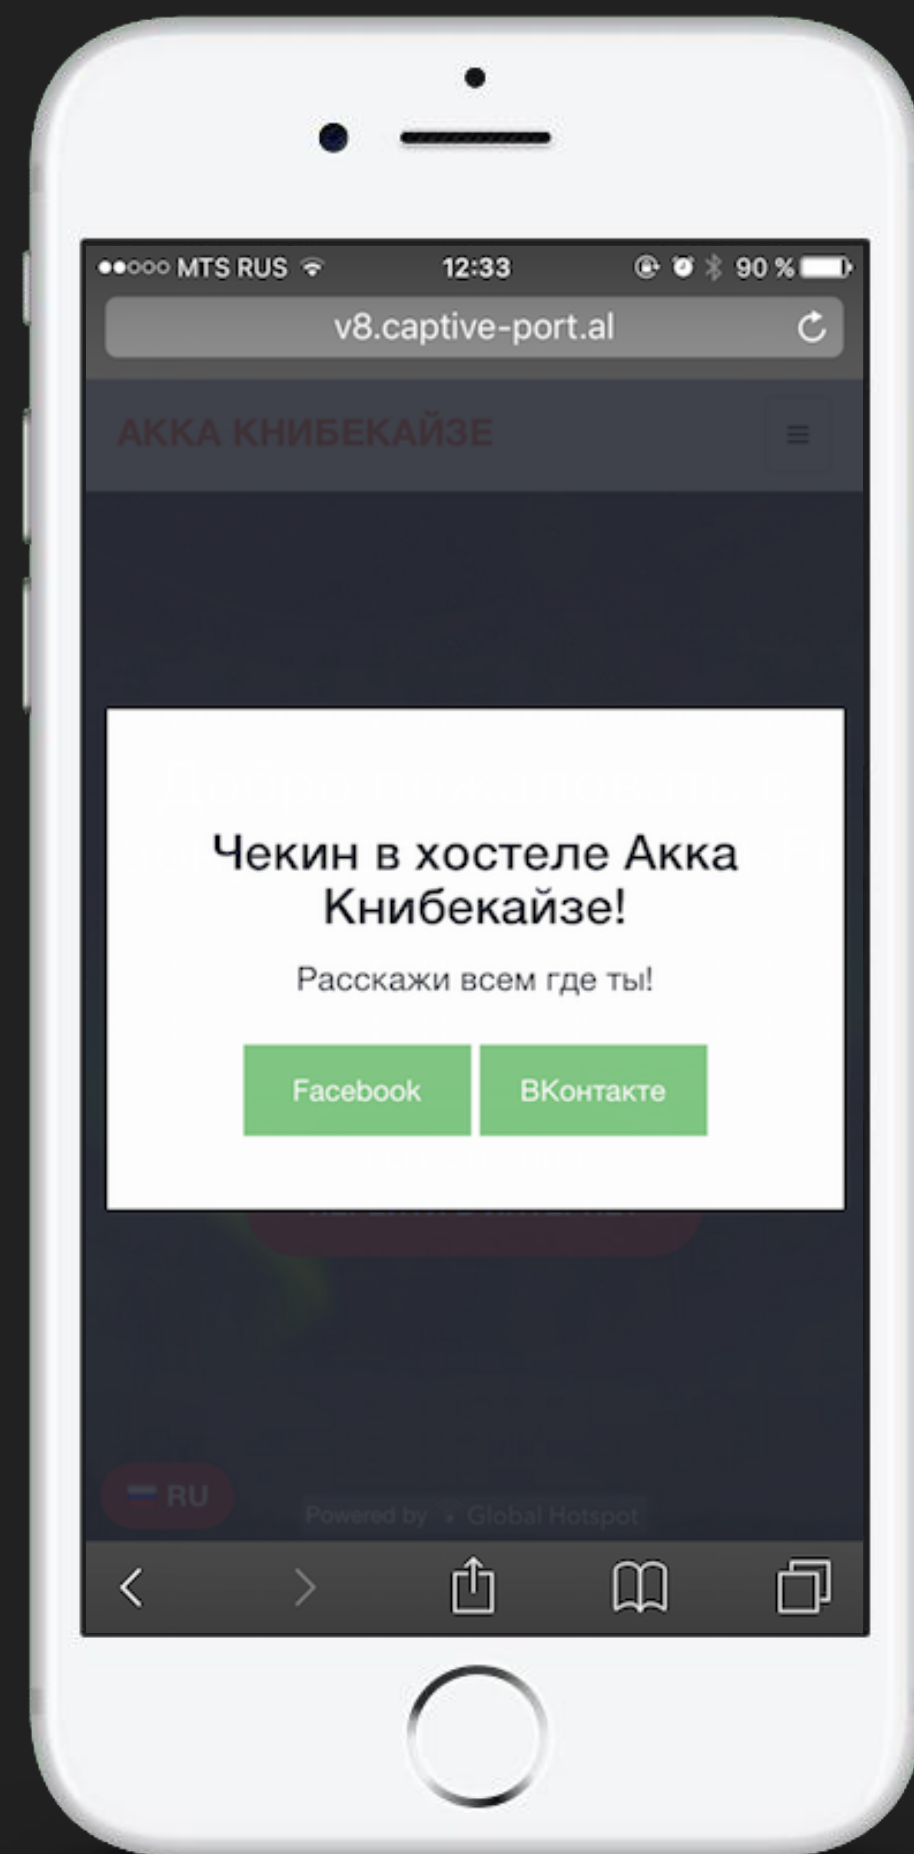 MTS RUS 12:33 90 %
v8.captive-port.al
АККА КНИБЕКАЙЗЕ
Чекин в хостеле Акка
Книбекайзе!
Расскажи всем где ты!
Facebook ВКонтакте
RU
Powered by Global Hotspot